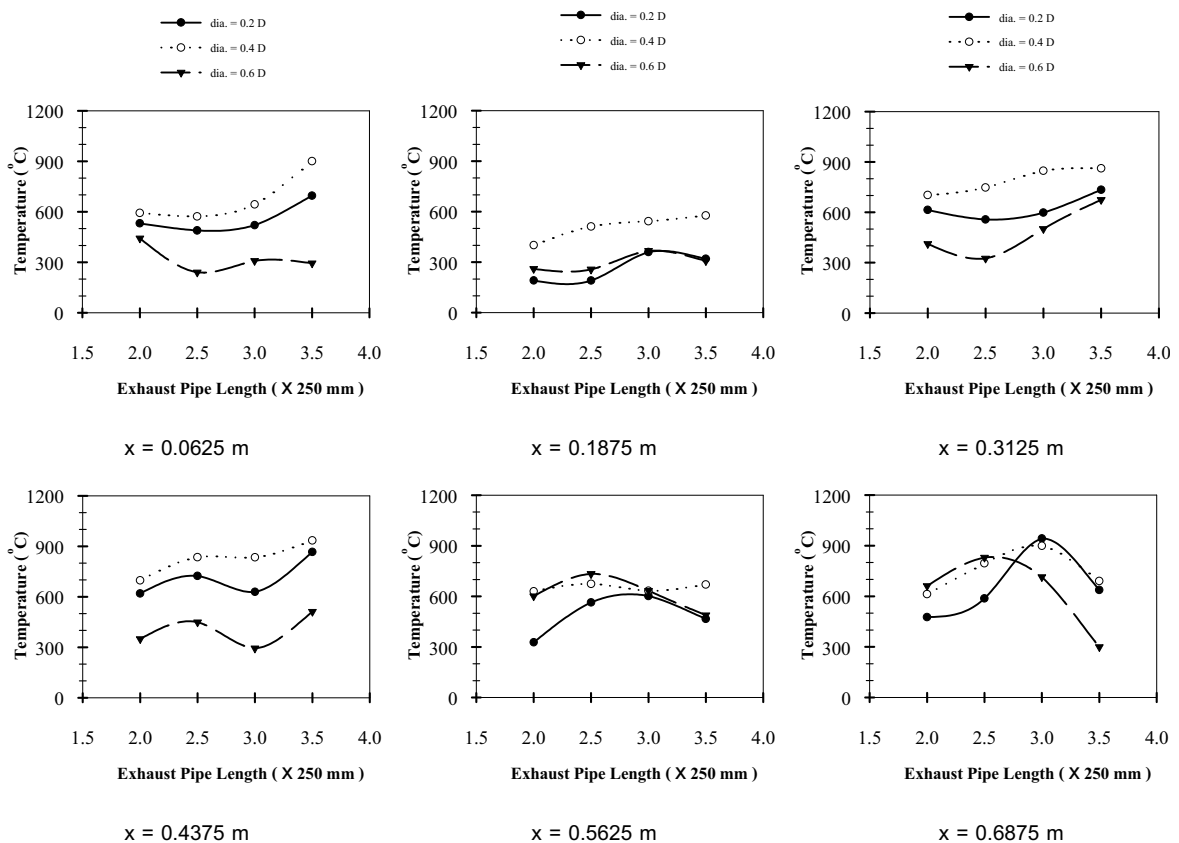 dia. = 0.2 D
dia. = 0.4 D
dia. = 0.6 D
dia. = 0.2 D
dia. = 0.4 D
dia. = 0.6 D
dia. = 0.2 D
dia. = 0.4 D
dia. = 0.6 D
Temperature ( °C)
1200
900
600
300
0
1.5 2.0 2.5 3.0 3.5 4.0
Exhaust Pipe Length ( X 250 mm )
x = 0.0625 m
Temperature ( °C)
1200
900
600
300
0
1.5 2.0 2.5 3.0 3.5 4.0
Exhaust Pipe Length ( X 250 mm )
x = 0.1875 m
Temperature ( °C)
1200
900
600
300
0
1.5 2.0 2.5 3.0 3.5 4.0
Exhaust Pipe Length ( X 250 mm )
x = 0.3125 m
Temperature ( °C)
1200
900
600
300
0
1.5 2.0 2.5 3.0 3.5 4.0
Exhaust Pipe Length ( X 250 mm )
x = 0.4375 m
Temperature ( °C)
1200
900
600
300
0
1.5 2.0 2.5 3.0 3.5 4.0
Exhaust Pipe Length ( X 250 mm )
x = 0.5625 m
Temperature ( °C)
1200
900
600
300
0
1.5 2.0 2.5 3.0 3.5 4.0
Exhaust Pipe Length ( X 250 mm )
x = 0.6875 m